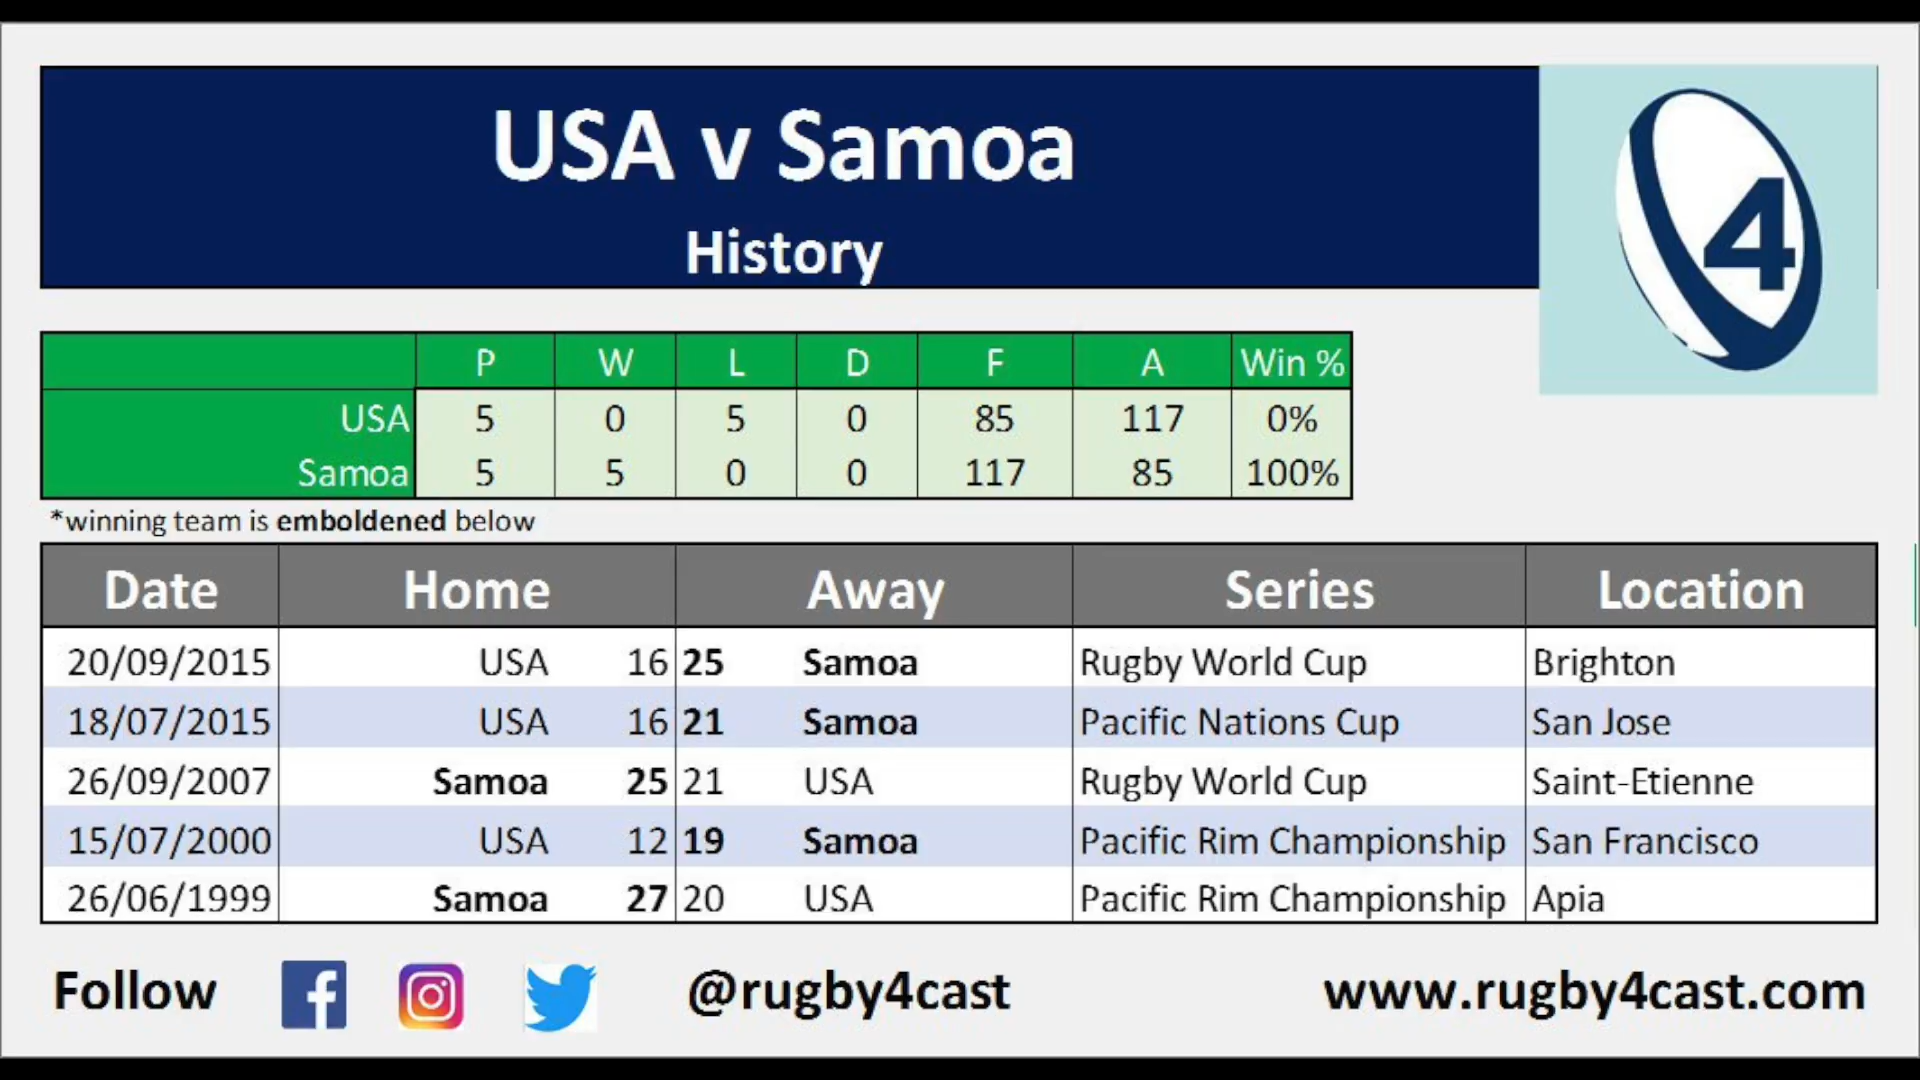 USA v Samoa
History
4
P W L D F A Win %
USA 5 0 5 0 85 117 0%
Samoa 5 5 0 0 117 85 100%
*winning team is emboldened below
Date Home Away Series Location
20/09/2015 USA 16 25 Samoa Rugby World Cup Brighton
18/07/2015 USA 16 21 Samoa Pacific Nations Cup San Jose
26/09/2007 Samoa 25 21 USA Rugby World Cup Saint-Etienne
15/07/2000 USA 12 19 Samoa Pacific Rim Championship San Francisco
26/06/1999 Samoa 27 20 USA Pacific Rim Championship Apia
Follow @rugby4cast www.rugby4cast.com